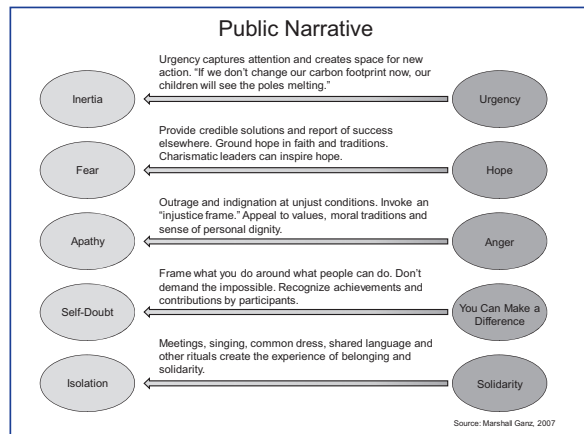 Public Narrative
Urgency captures attention and creates space for new
action. “If we don’t change our carbon footprint now, our
children will see the poles melting.”
Inertia
Urgency
Provide credible solutions and report of success
elsewhere. Ground hope in faith and traditions.
Charismatic leaders can inspire hope.
Fear
Hope
Outrage and indignation at unjust conditions. Invoke an
“injustice frame.” Appeal to values, moral traditions and
sense of personal dignity.
Apathy
Anger
Frame what you do around what people can do. Don’t
demand the impossible. Recognize achievements and
contributions by participants.
Self-Doubt
You Can Make a
Difference
Meetings, singing, common dress, shared language and
other rituals create the experience of belonging and
solidarity.
Isolation
Solidarity
Source: Marshall Ganz, 2007